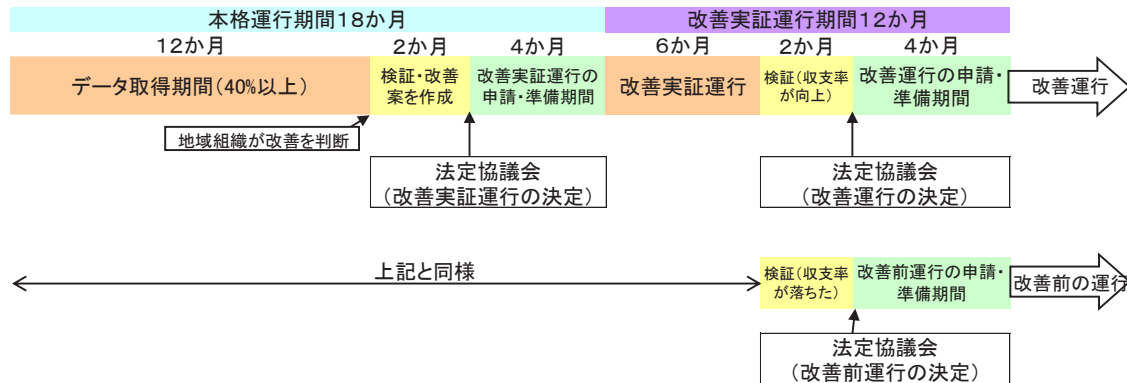 本格運行期間18か月
改善実証運行期間12か月
12か月
2か月
4か月
6か月
2か月
4か月
データ取得期間(40%以上)
検証・改善
案を作成
改善実証運行の
申請・準備期間
改善実証運行
検証(収支率
が向上)
改善運行の申請・
準備期間
改善運行
地域組織が改善を判断
法定協議会
(改善実証運行の決定)
法定協議会
(改善運行の決定)
上記と同様
検証(収支率
が落ちた)
改善前運行の申請・
準備期間
改善前の運行
法定協議会
(改善前運行の決定)